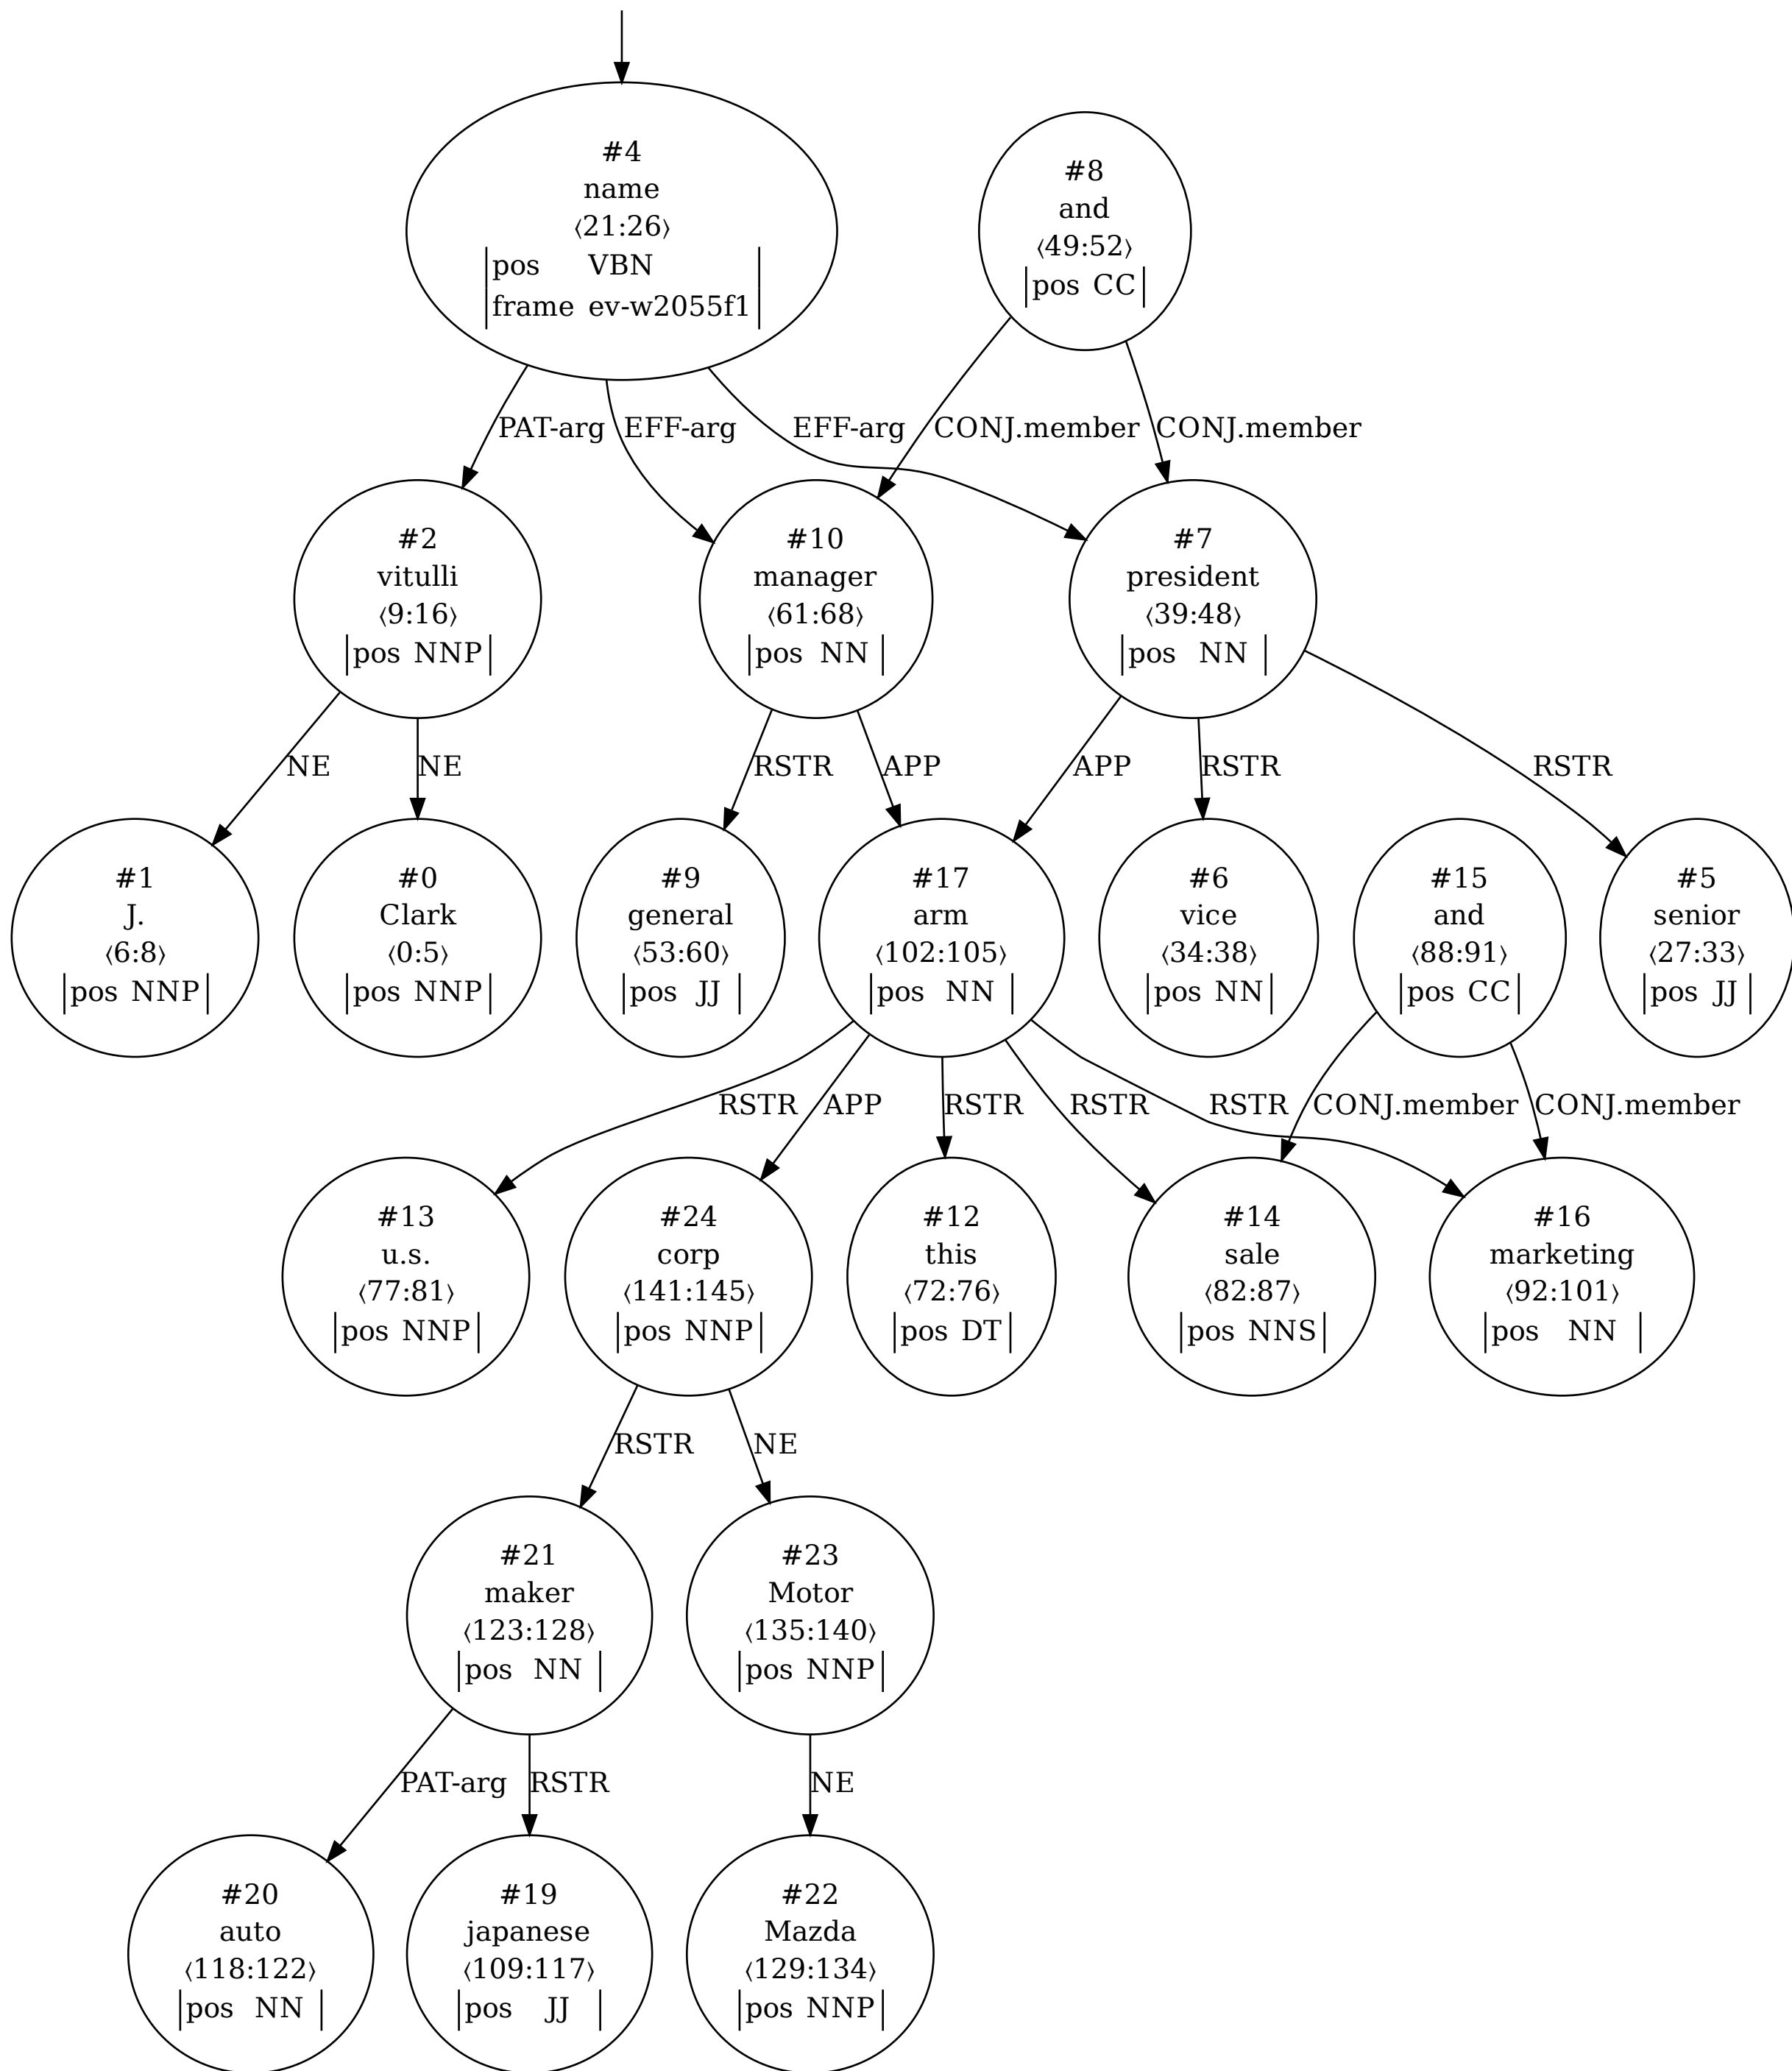 #4
name
⟨21:26⟩
pos VBN
frame ev-w2055f1
#8
and
⟨49:52⟩
pos CC
PAT-arg
EFF-arg
EFF-arg
CONJ.member
CONJ.member
#2
vitulli
⟨9:16⟩
pos NNP
#10
manager
⟨61:68⟩
pos NN
#7
president
⟨39:48⟩
pos NN
NE
NE
RSTR
APP
APP
RSTR
RSTR
#1
J.
⟨6:8⟩
pos NNP
#0
Clark
⟨0:5⟩
pos NNP
#9
general
⟨53:60⟩
pos JJ
#17
arm
⟨102:105⟩
pos NN
#6
vice
⟨34:38⟩
pos NN
#15
and
⟨88:91⟩
pos CC
#5
senior
⟨27:33⟩
pos JJ
RSTR
APP
RSTR
RSTR
RSTR
CONJ.member
CONJ.member
#13
u.s.
⟨77:81⟩
pos NNP
#24
corp
⟨141:145⟩
pos NNP
#12
this
⟨72:76⟩
pos DT
#14
sale
⟨82:87⟩
pos NNS
#16
marketing
⟨92:101⟩
pos NN
RSTR
NE
#21
maker
⟨123:128⟩
pos NN
#23
Motor
⟨135:140⟩
pos NNP
PAT-arg
RSTR
NE
#20
auto
⟨118:122⟩
pos NN
#19
japanese
⟨109:117⟩
pos JJ
#22
Mazda
⟨129:134⟩
pos NNP